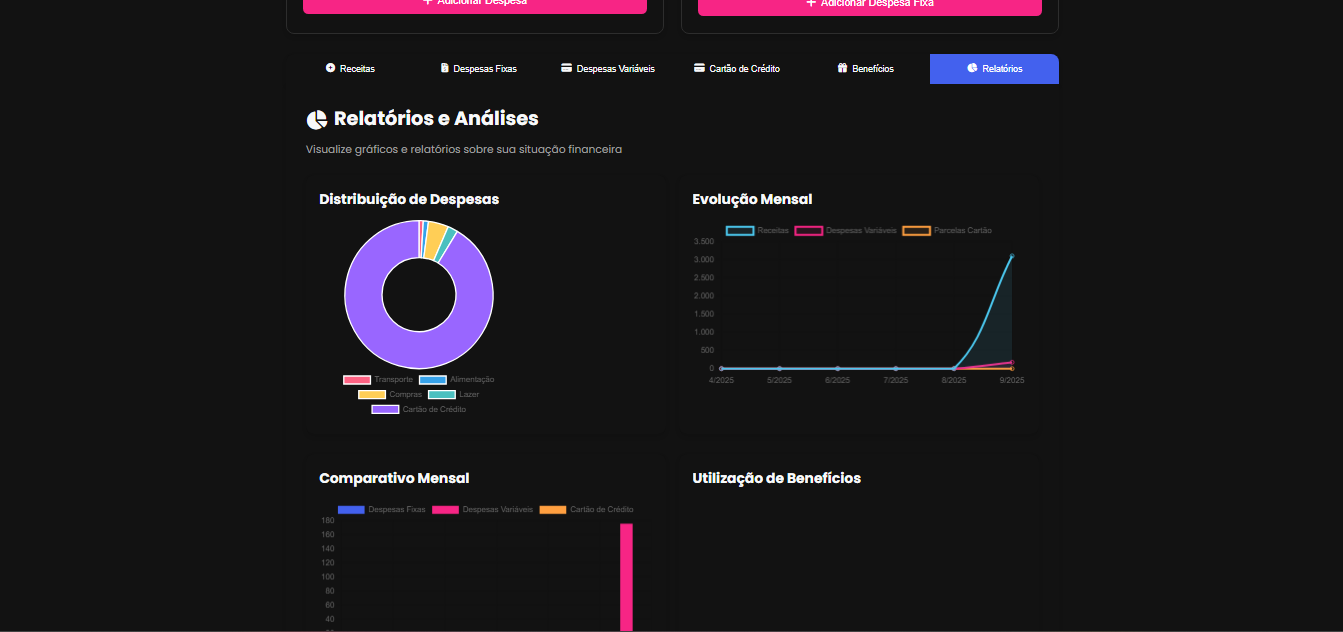 + Adicionar Despesa
+ Adicionar Despesa Fixa
Receitas
Despesas Fixas
Despesas Variáveis
Cartão de Crédito
Benefícios
Relatórios
Relatórios e Análises
Visualize gráficos e relatórios sobre sua situação financeira
Distribuição de Despesas
Transporte Alimentação
Compras Lazer
Cartão de Crédito
Evolução Mensal
Receitas Despesas Variáveis Parcelas Cartão
3.500
3.000
2.500
2.000
1.500
1.000
500
0
4/2025 5/2025 6/2025 7/2025 8/2025 9/2025
Comparativo Mensal
Despesas Fixas Despesas Variáveis Cartão de Crédito
180
160
140
120
100
80
60
40
Utilização de Benefícios